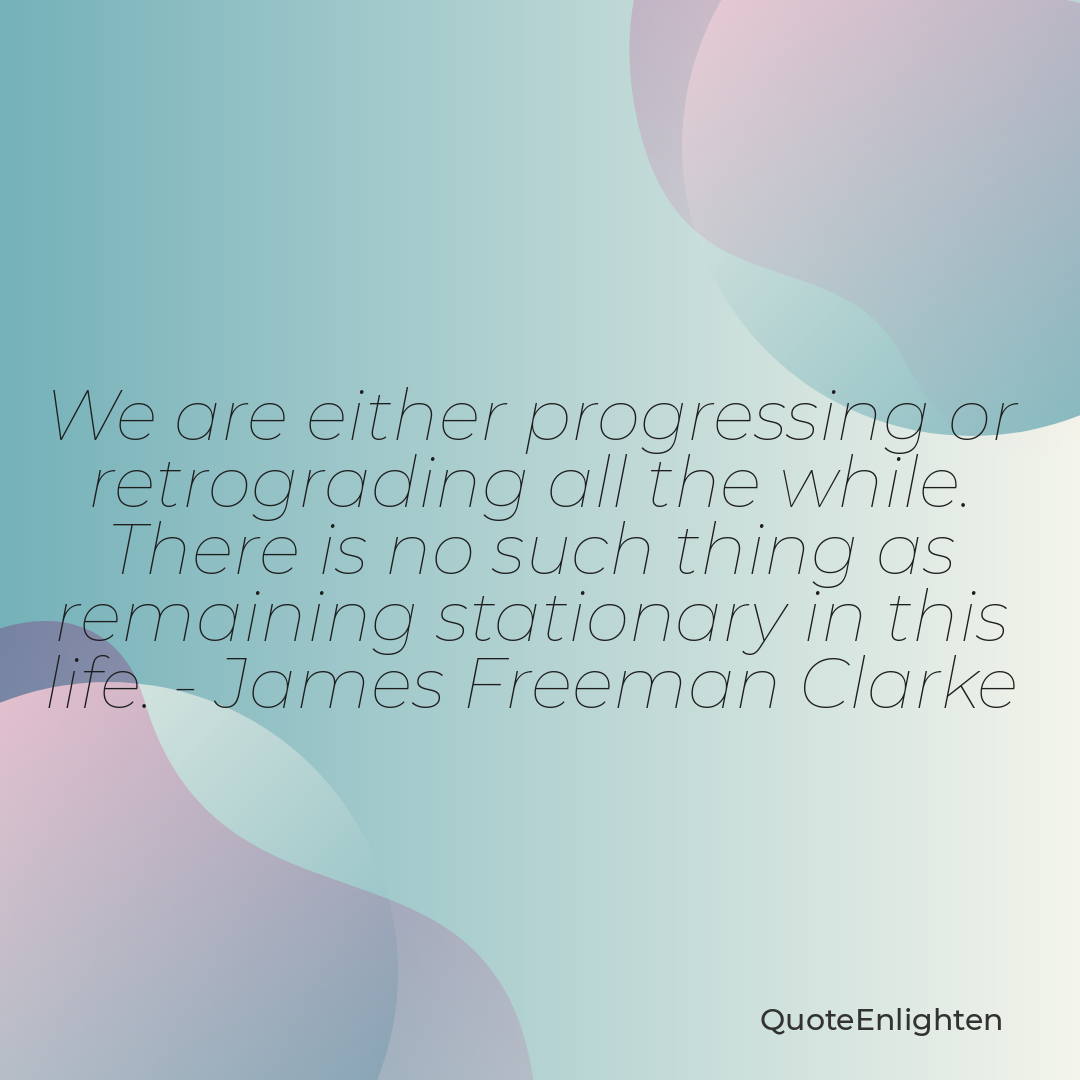 We are either progressing or
retrograding all the while.
There is no such thing as
remaining stationary in this
life. - James Freeman Clarke
QuoteEnlighten